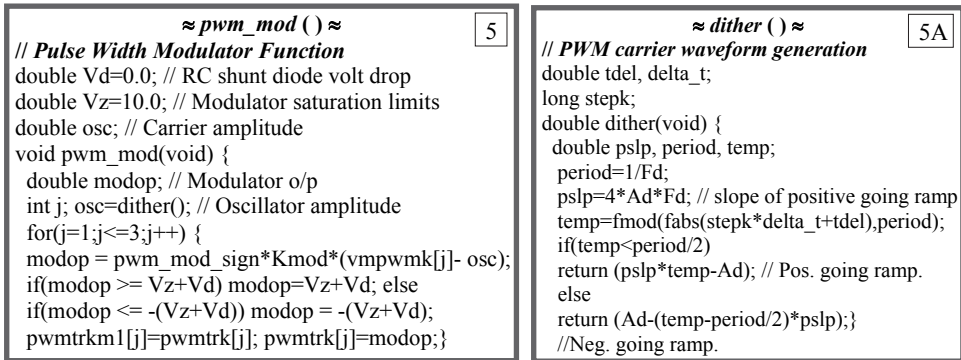 ≈ pwm_mod ( ) ≈
5
// Pulse Width Modulator Function
double Vd=0.0; // RC shunt diode volt drop
double Vz=10.0; // Modulator saturation limits
double osc; // Carrier amplitude
void pwm_mod(void) {
double modop; // Modulator o/p
int j; osc=dither(); // Oscillator amplitude
for(j=1;j<=3;j++) {
modop = pwm_mod_sign*Kmod*(vmpwmk[j]- osc);
if(modop >= Vz+Vd) modop=Vz+Vd; else
if(modop <= -(Vz+Vd)) modop = -(Vz+Vd);
pwmtrkm1[j]=pwmtrk[j]; pwmtrk[j]=modop;}
≈ dither ( ) ≈
5A
// PWM carrier waveform generation
double tdel, delta_t;
long stepk;
double dither(void) {
double pslp, period, temp;
period=1/Fd;
pslp=4*Ad*Fd; // slope of positive going ramp
temp=fmod(fabs(stepk*delta_t+tdel),period);
if(temp<period/2)
return (pslp*temp-Ad); // Pos. going ramp.
else
return (Ad-(temp-period/2)*pslp);}
//Neg. going ramp.